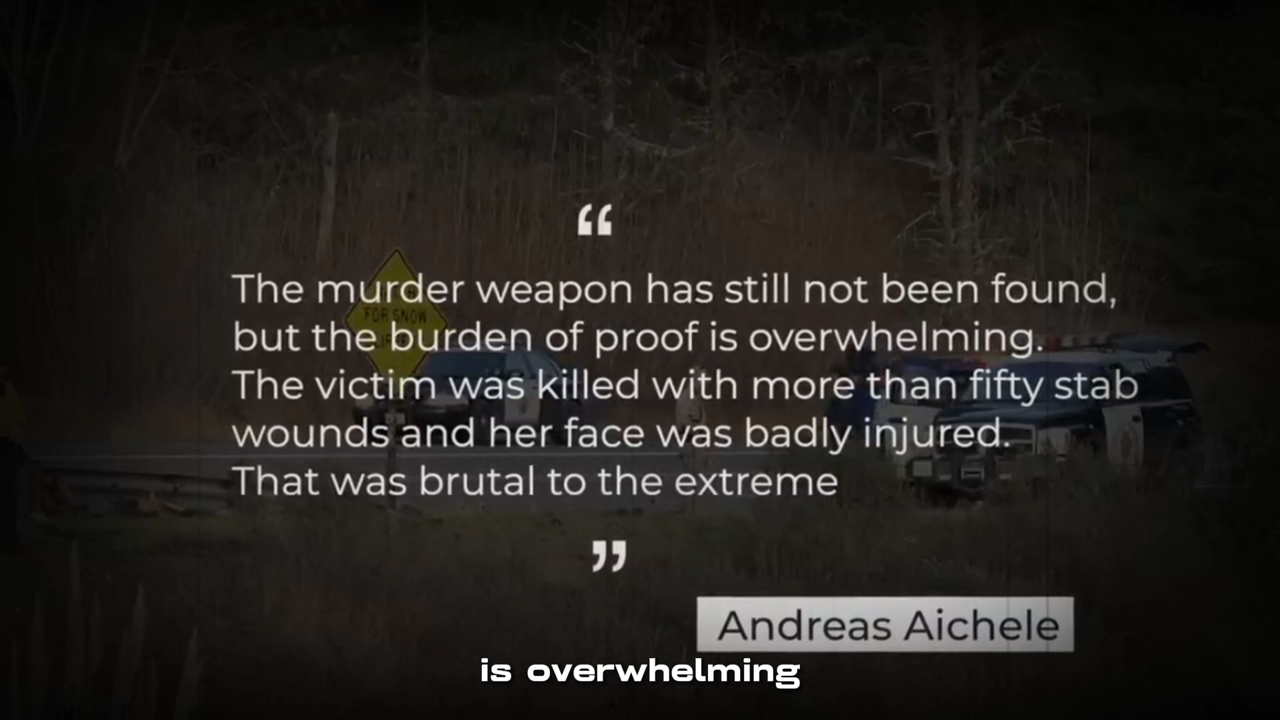 “
The murder weapon has still not been found,
but the burden of proof is overwhelming.
FOR SNOW
The victim was killed with more than fifty stab
wounds and her face was badly injured.
That was brutal to the extreme
”
Andreas Aichele
is overwhelming